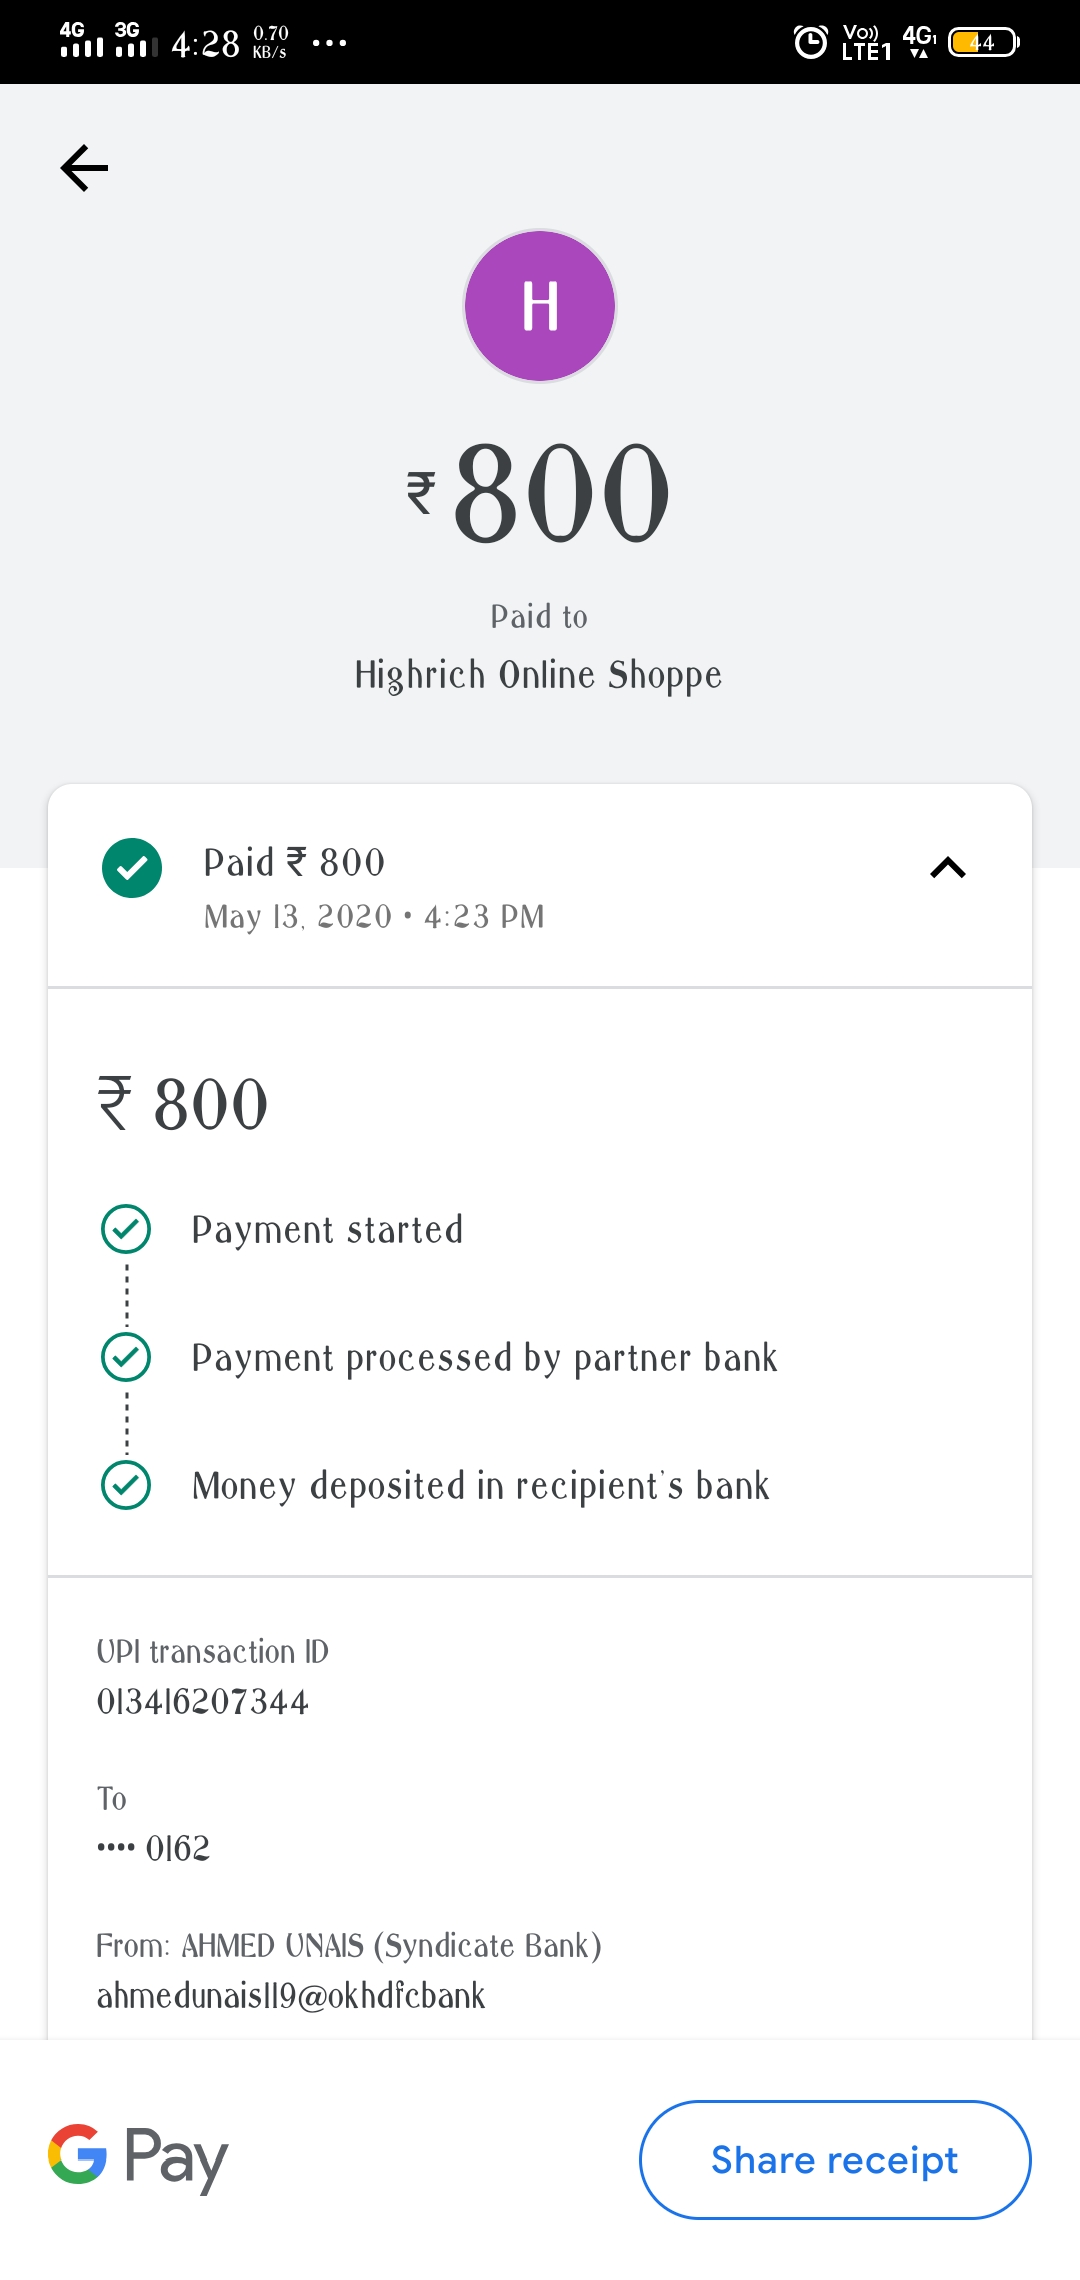 4G 3G 4:28 0.70 KB/s ... Vo)) LTE1 4G1 44
H
₹800
Paid to
Highrich Online Shoppe
Paid ₹ 800
May 13, 2020 • 4:23 PM
₹ 800
Payment started
Payment processed by partner bank
Money deposited in recipient's bank
UPI transaction ID
013416207344
To
•••• 0162
From: AHMED UNAIS (Syndicate Bank)
ahmedunais119@okhdfcbank
G Pay
Share receipt